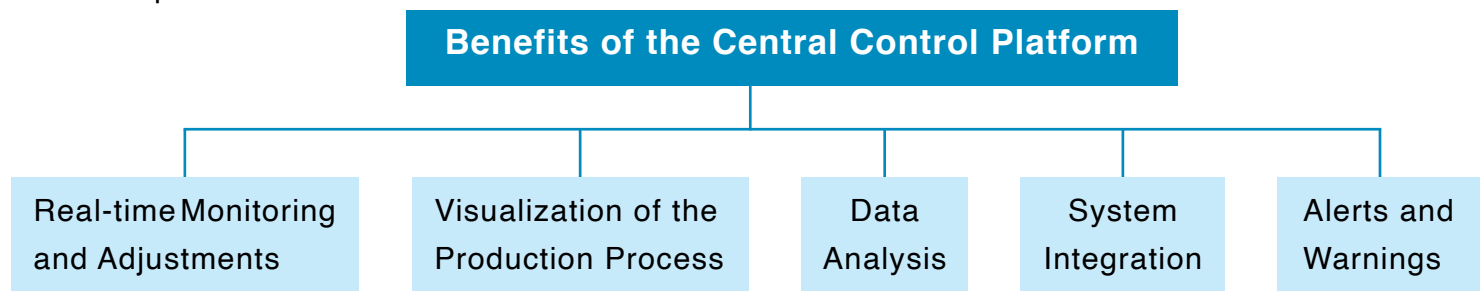 Benefits of the Central Control Platform
Real-time Monitoring
and Adjustments
Visualization of the
Production Process
Data
Analysis
System
Integration
Alerts and
Warnings